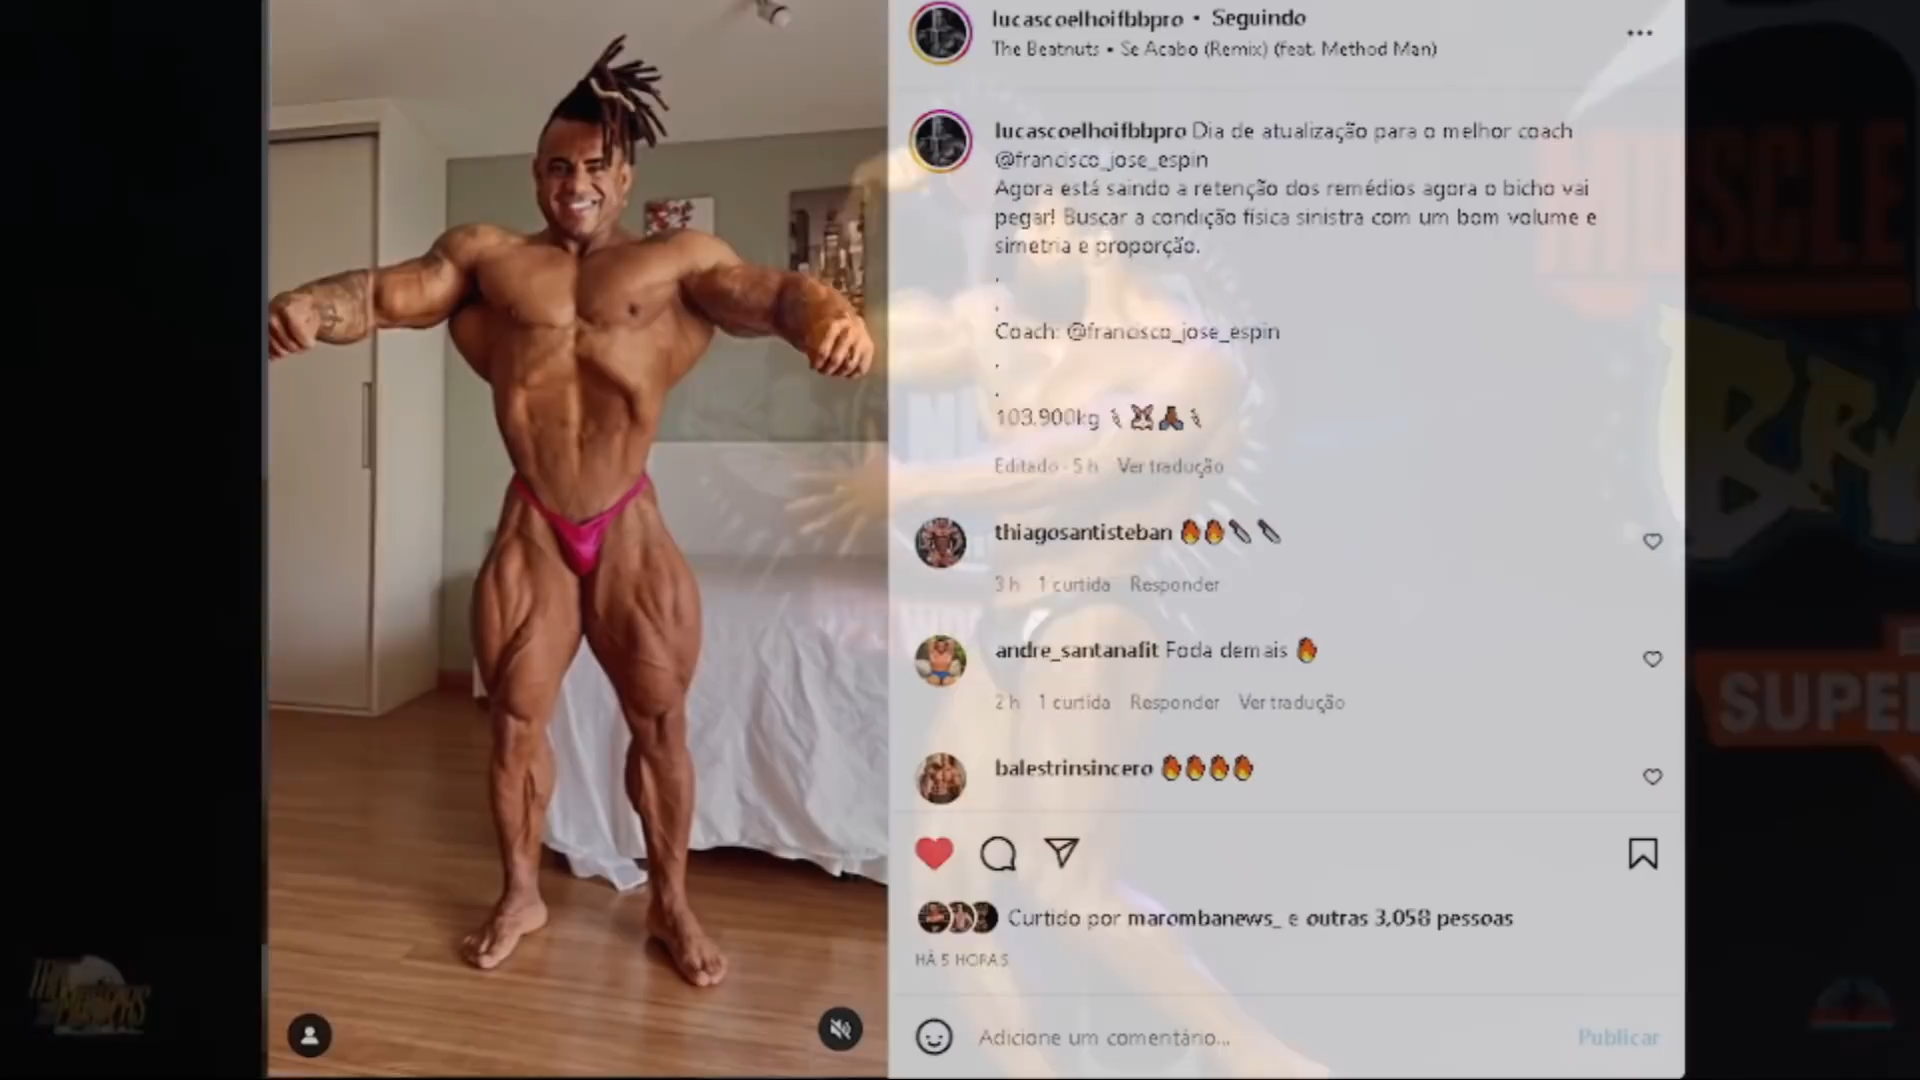 lucascoelhoifbbpro • Seguindo
The Beatnuts • Se Acabo (Remix) (feat. Method Man)
lucascoelhoifbbpro Dia de atualização para o melhor coach
@francisco_jose_espin
Agora está saindo a retenção dos remédios agora o bicho vai
pegar! Buscar a condição física sinistra com um bom volume e
simetria e proporção.
.
.
Coach: @francisco_jose_espin
.
.
103.900kg
Editado · 5 h Ver tradução
thiagosantisteban 🔥🔥🔪🔪
3 h 1 curtida Responder
andre_santanafit Foda demais 🔥
2 h 1 curtida Responder Ver tradução
balestrinsincero 🔥🔥🔥🔥
Curtido por marombanews_ e outras 3,058 pessoas
HÁ 5 HORAS
Adicione um comentário...
Publicar
MUSCLE
SUPER